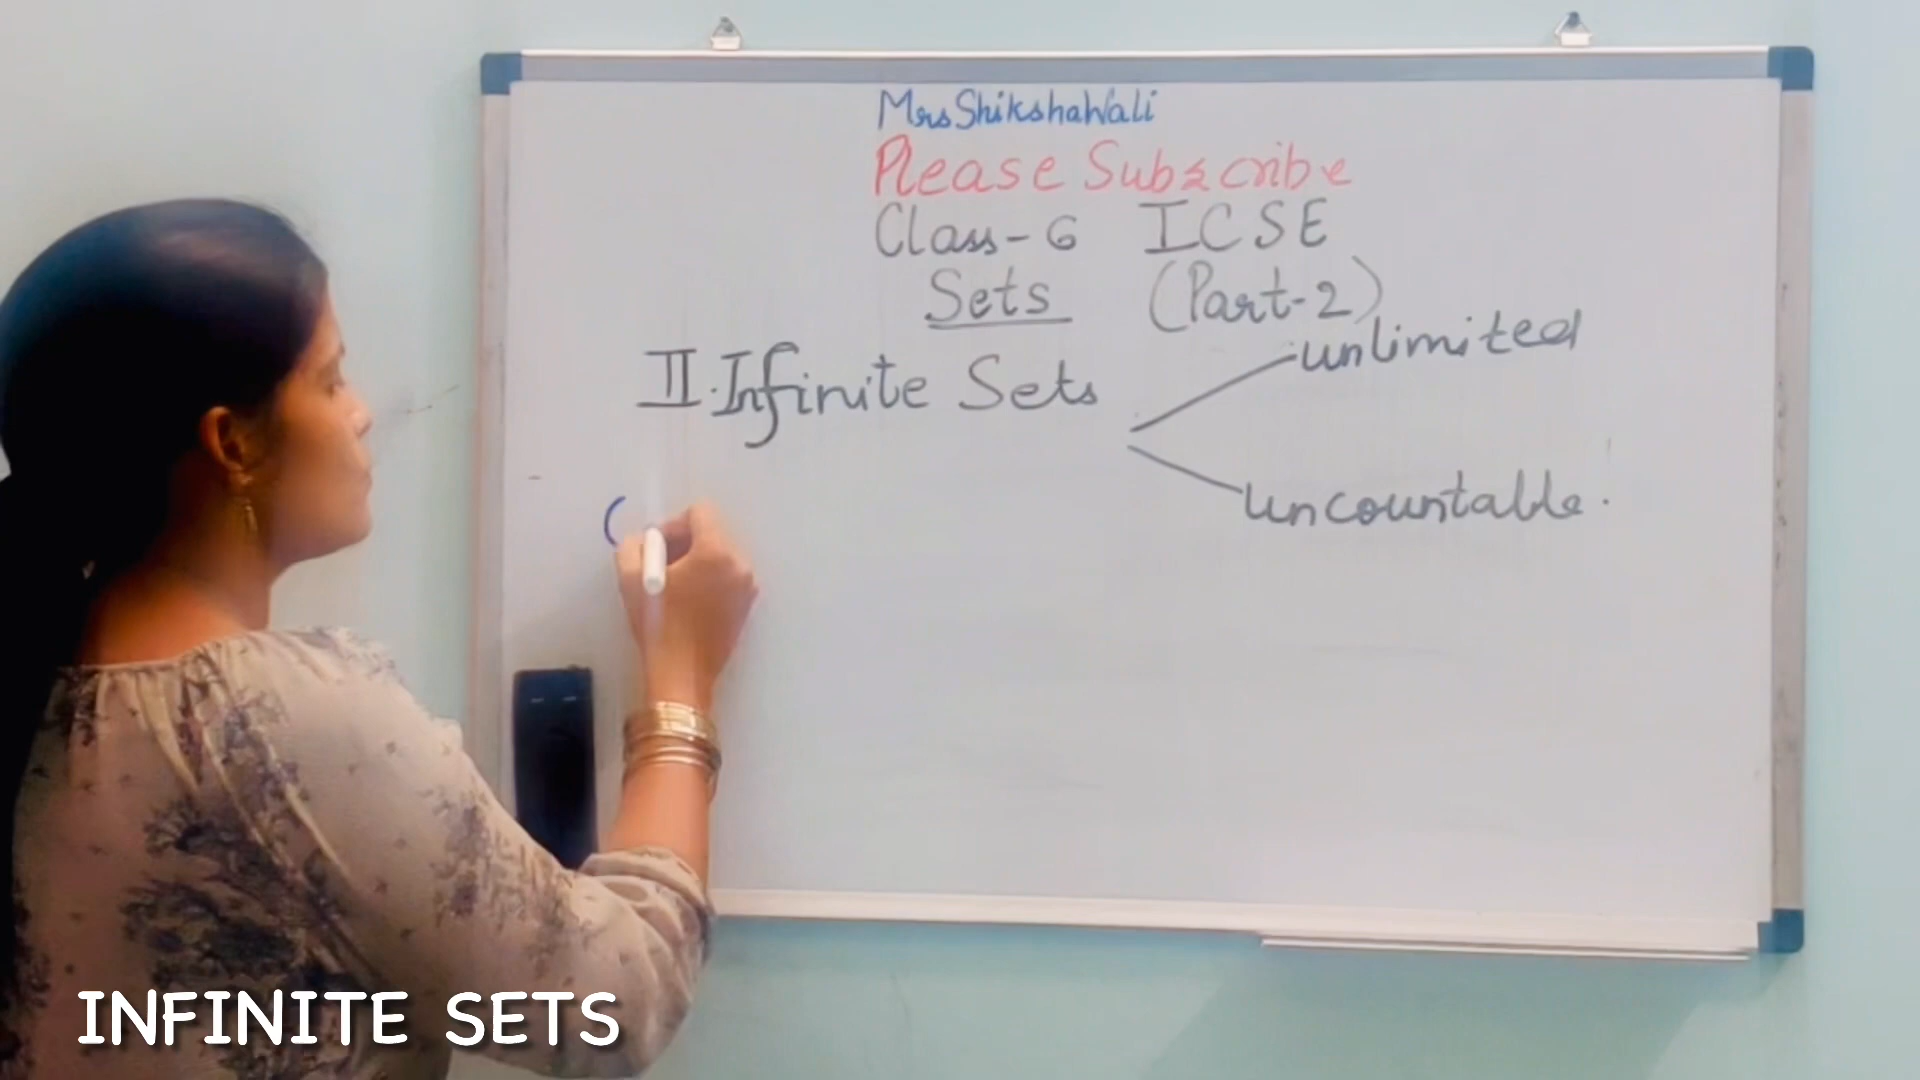 MrsShikshaWali
Please Subscribe
Class-6 ICSE
Sets (Part-2)
II. Infinite Sets
unlimited
uncountable.
(
INFINITE SETS